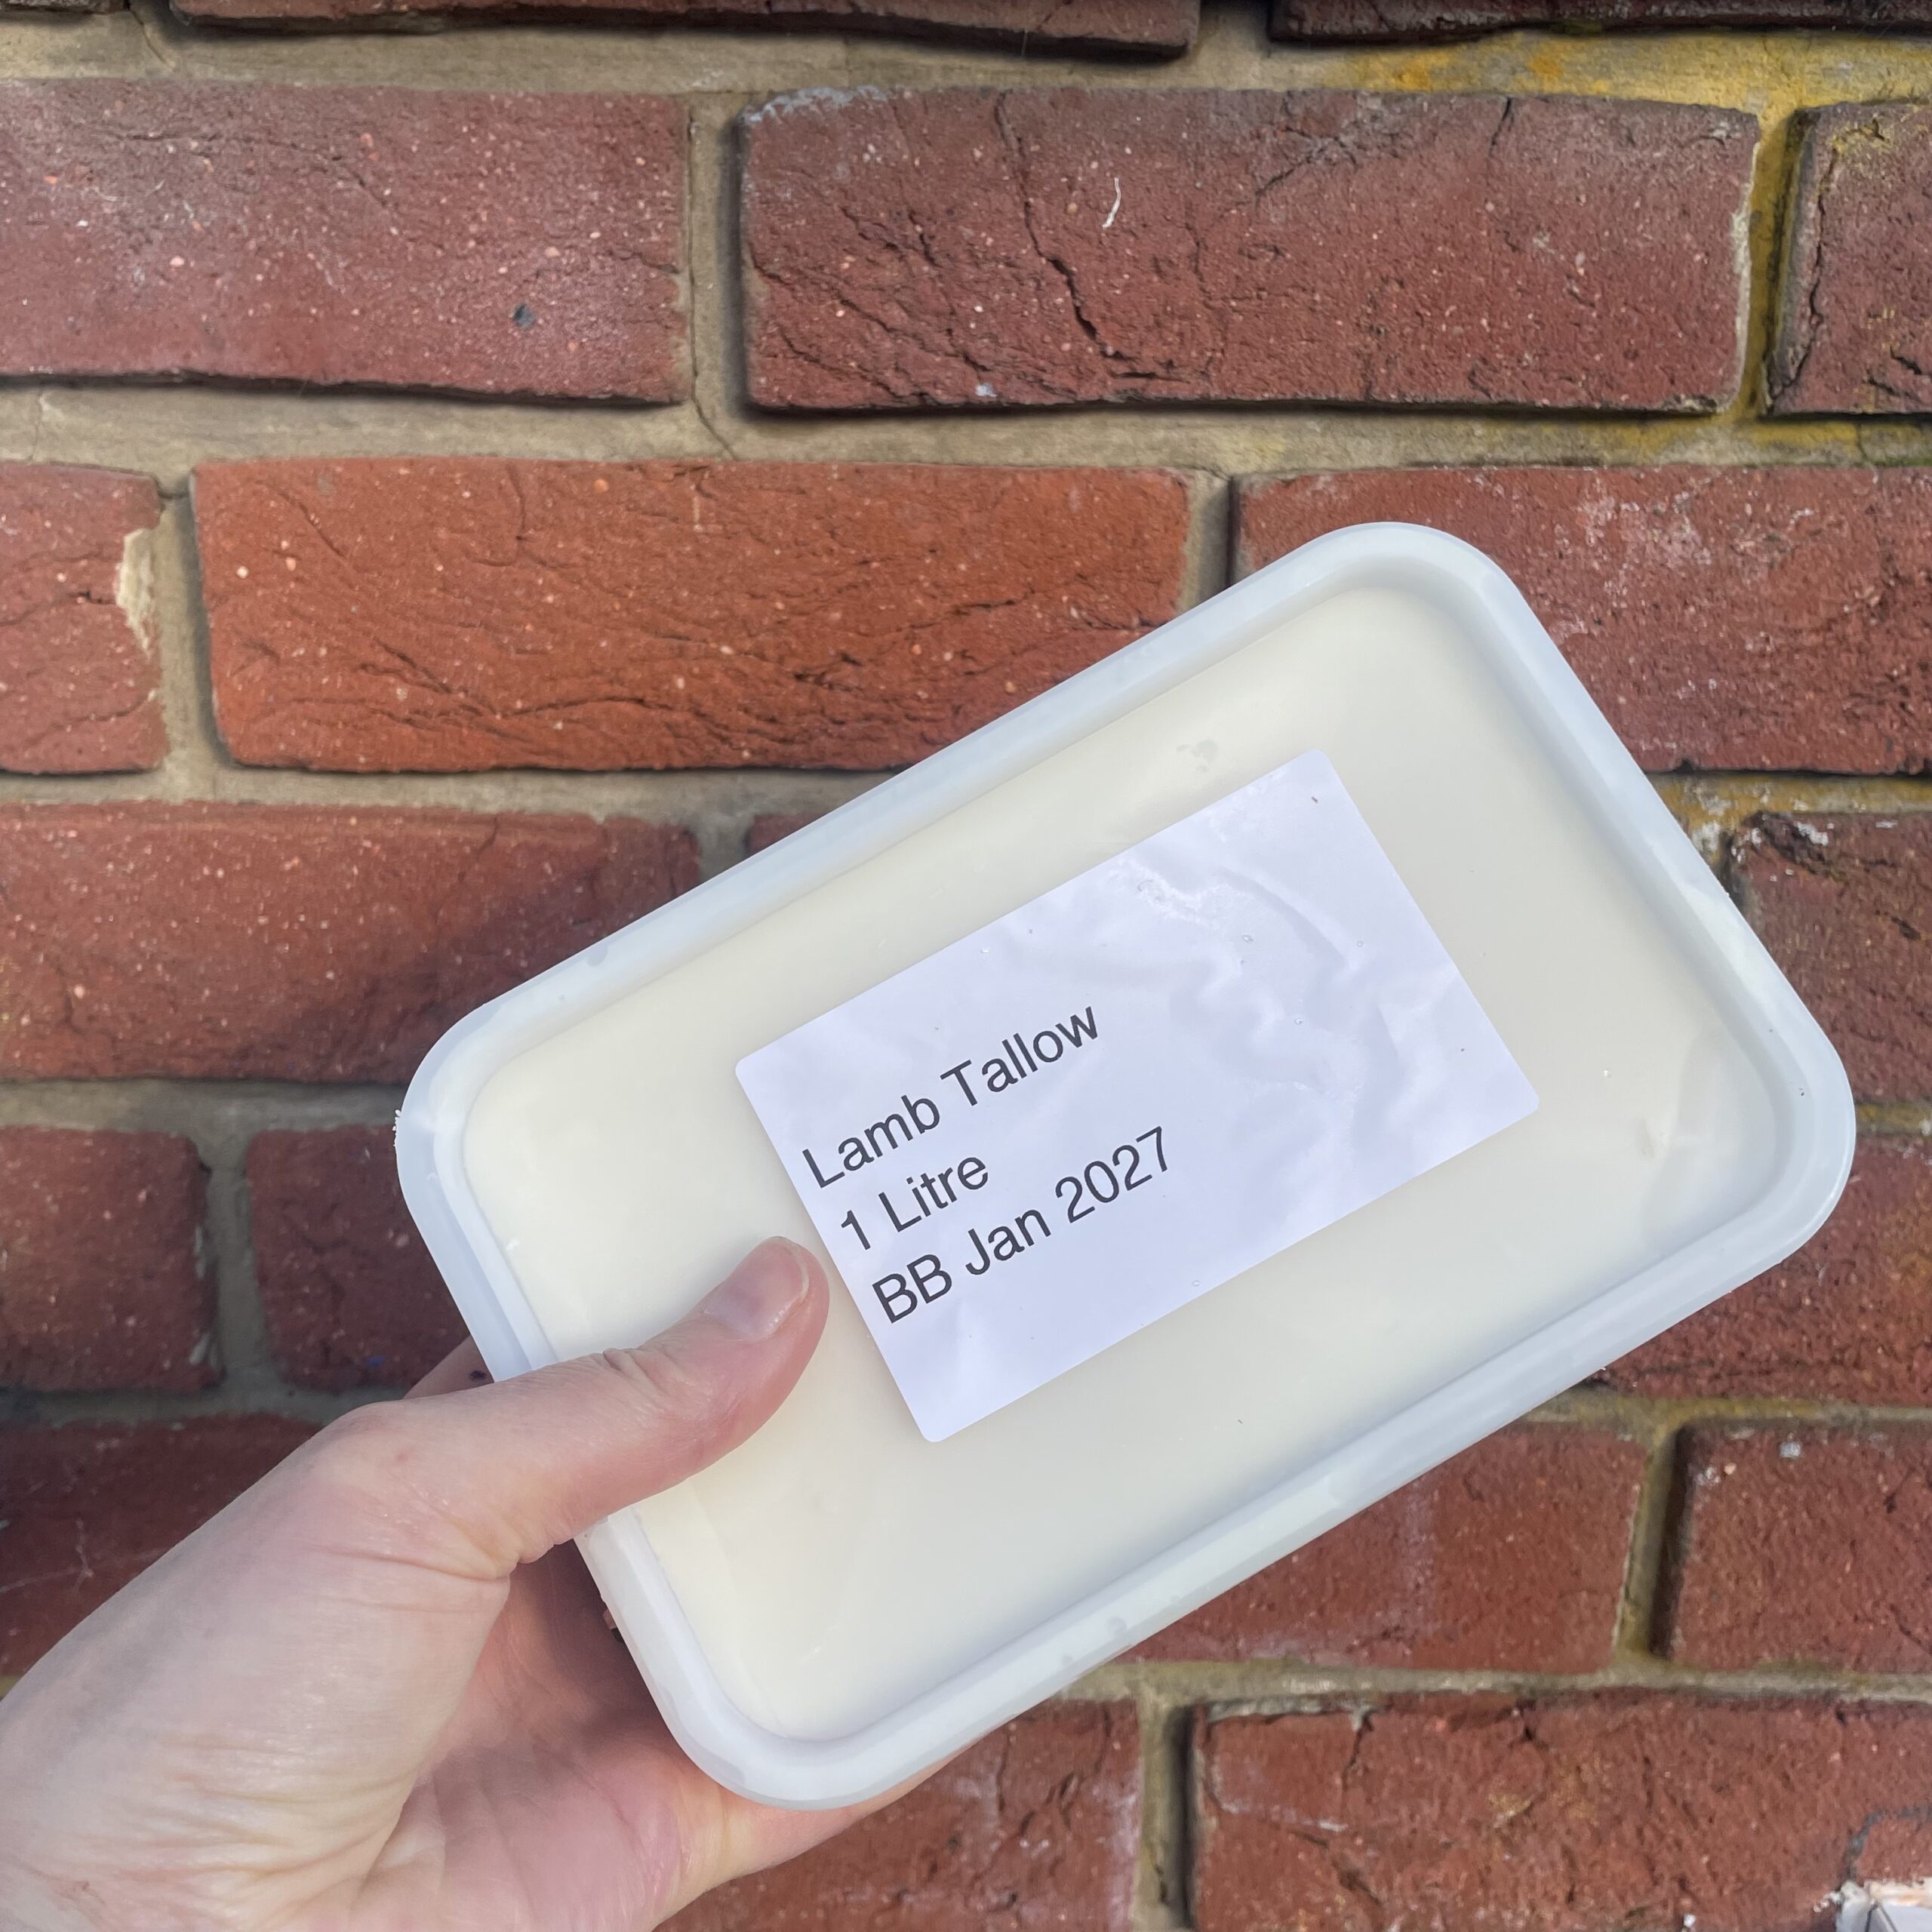 Lamb Tallow
1 Litre
BB Jan 2027